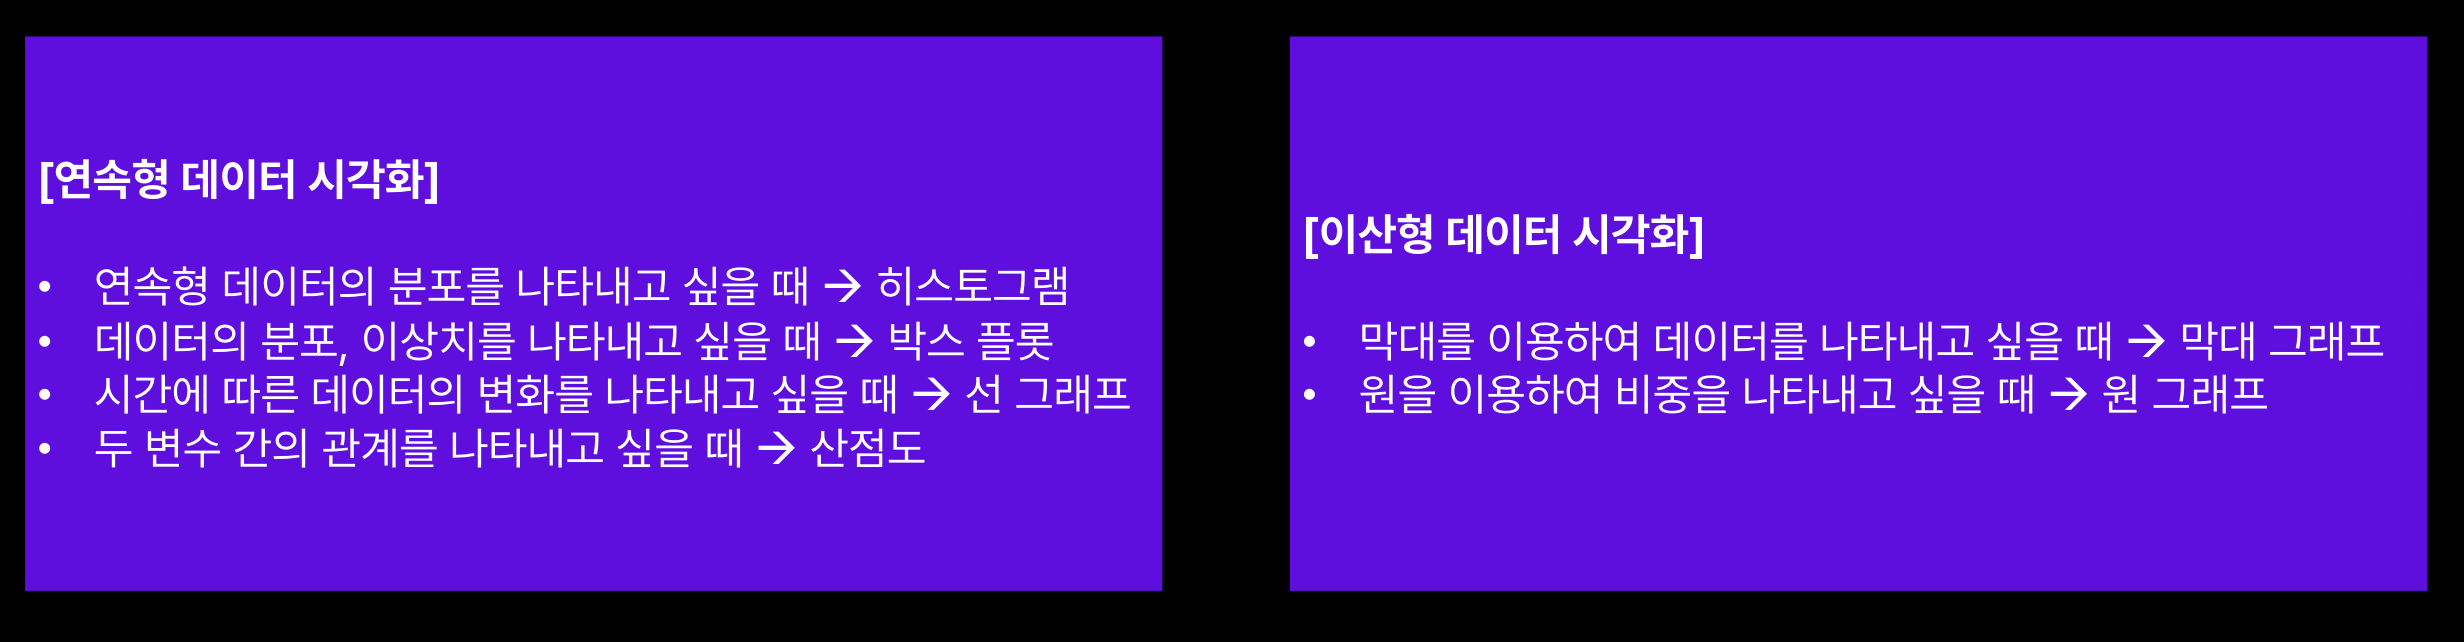 [연속형 데이터 시각화]
• 연속형 데이터의 분포를 나타내고 싶을 때 → 히스토그램
• 데이터의 분포, 이상치를 나타내고 싶을 때 → 박스 플롯
• 시간에 따른 데이터의 변화를 나타내고 싶을 때 → 선 그래프
• 두 변수 간의 관계를 나타내고 싶을 때 → 산점도
[이산형 데이터 시각화]
• 막대를 이용하여 데이터를 나타내고 싶을 때 → 막대 그래프
• 원을 이용하여 비중을 나타내고 싶을 때 → 원 그래프